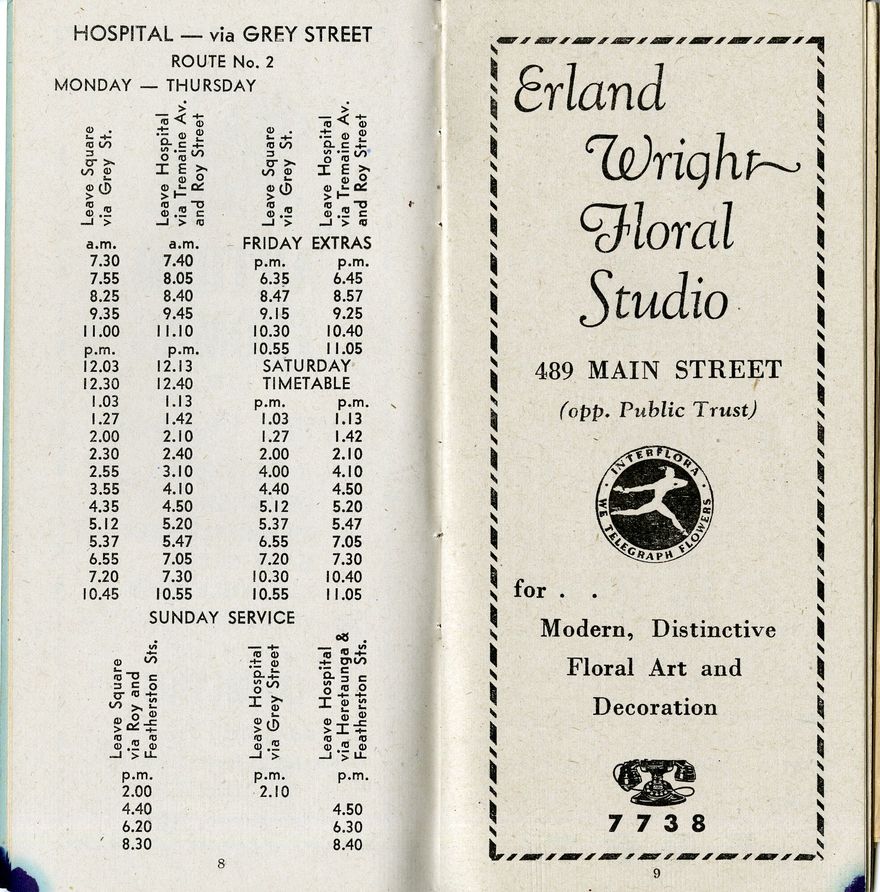 HOSPITAL — via GREY STREET
ROUTE No. 2
MONDAY — THURSDAY
Leave Square via Grey St.
Leave Hospital via Tremaine Av. and Roy Street
Leave Square via Grey St.
Leave Hospital via Tremaine Av. and Roy Street
a.m. a.m. FRIDAY EXTRAS
7.30 7.40 p.m. p.m.
7.55 8.05 6.35 6.45
8.25 8.40 8.47 8.57
9.35 9.45 9.15 9.25
11.00 11.10 10.30 10.40
p.m. p.m. 10.55 11.05
12.03 12.13 SATURDAY
12.30 12.40 TIMETABLE
1.03 1.13 p.m. p.m.
1.27 1.42 1.03 1.13
2.00 2.10 1.27 1.42
2.30 2.40 2.00 2.10
2.55 3.10 4.00 4.10
3.55 4.10 4.40 4.50
4.35 4.50 5.12 5.20
5.12 5.20 5.37 5.47
5.37 5.47 6.55 7.05
6.55 7.05 7.20 7.30
7.20 7.30 10.30 10.40
10.45 10.55 10.55 11.05
SUNDAY SERVICE
Leave Square via Roy and Featherston Sts.
Leave Hospital via Grey Street
Leave Hospital via Heretaunga & Featherston Sts.
p.m. p.m. p.m.
2.00 2.10
4.40 4.50
6.20 6.30
8.30 8.40
8
Erland
Wright
Floral
Studio
489 MAIN STREET
(opp. Public Trust)
INTERFLORA
WE TELEGRAPH FLOWERS
for . .
Modern, Distinctive
Floral Art and
Decoration
7738
9